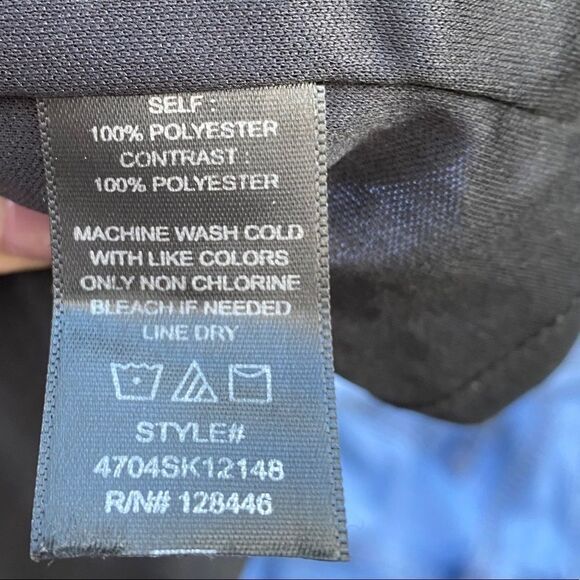 SELF :
100% POLYESTER
CONTRAST :
100% POLYESTER
MACHINE WASH COLD
WITH LIKE COLORS
ONLY NON CHLORINE
BLEACH IF NEEDED
LINE DRY
STYLE#
4704SK12148
R/N# 128446